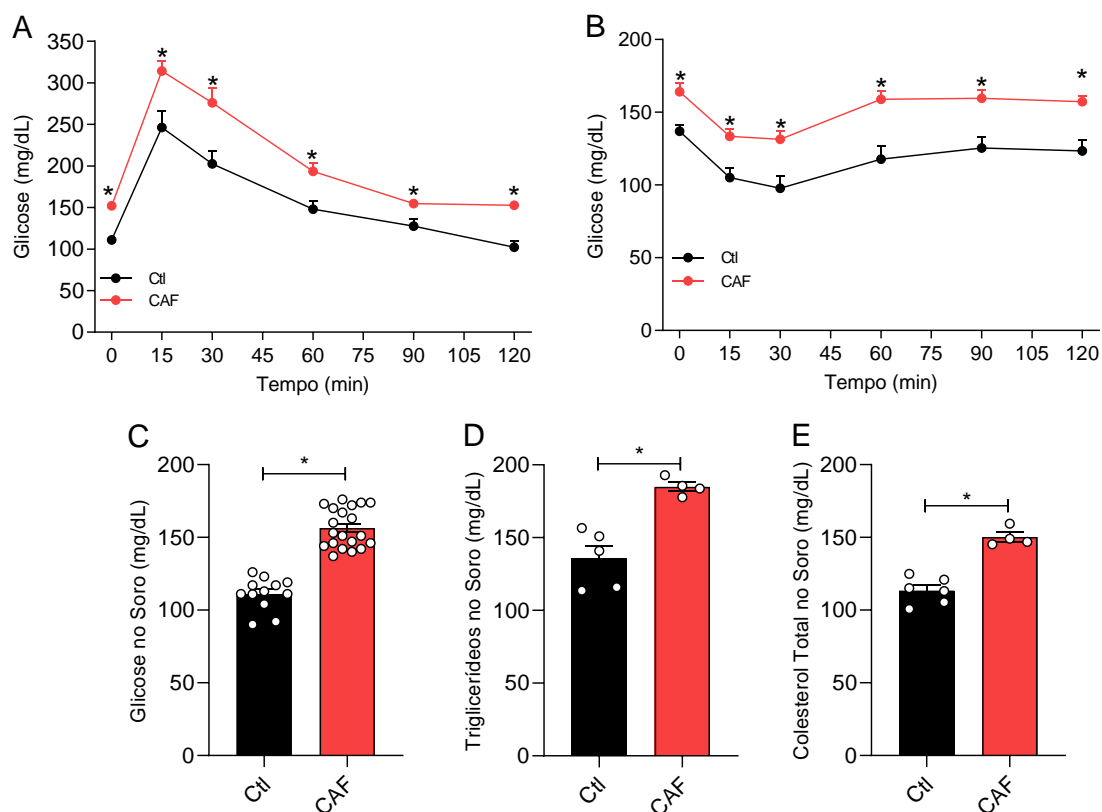 A
Glicose (mg/dL)
350
300
250
200
150
100
50
0
* * * * * *
Ctl
CAF
0 15 30 45 60 75 90 105 120
Tempo (min)
B
Glicose (mg/dL)
200
150
100
50
0
* * * * * *
Ctl
CAF
0 15 30 45 60 75 90 105 120
Tempo (min)
C
Glicose no Soro (mg/dL)
200
150
100
50
0
*
Ctl CAF
D
Triglicerídeos no Soro (mg/dL)
200
150
100
50
0
*
Ctl CAF
E
Colesterol Total no Soro (mg/dL)
200
150
100
50
0
*
Ctl CAF